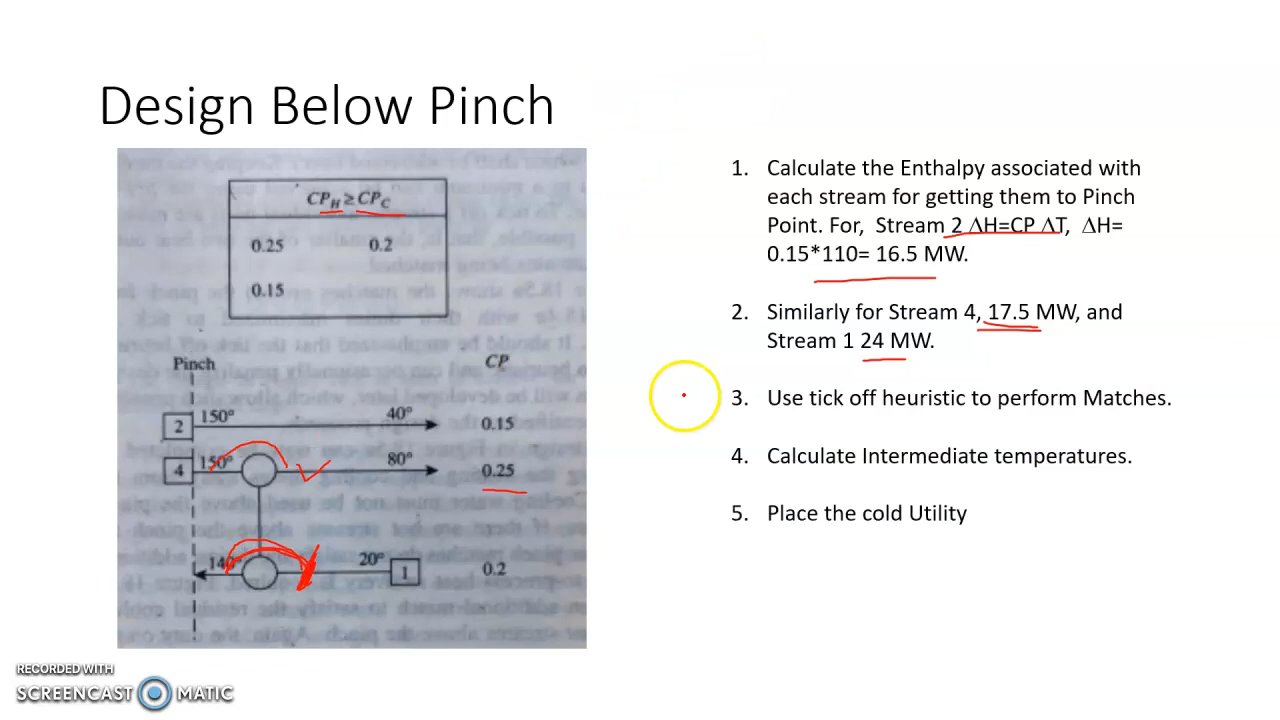 Design Below Pinch
CP_H ≥ CP_C
0.25 0.2
0.15
Pinch CP
2 150° 40° 0.15
4 150° 80° 0.25
140° 20° 1 0.2
1. Calculate the Enthalpy associated with
each stream for getting them to Pinch
Point. For, Stream 2 ∆H=CP ∆T, ∆H=
0.15*110= 16.5 MW.
2. Similarly for Stream 4, 17.5 MW, and
Stream 1 24 MW.
3. Use tick off heuristic to perform Matches.
4. Calculate Intermediate temperatures.
5. Place the cold Utility
RECORDED WITH
SCREENCAST MATIC